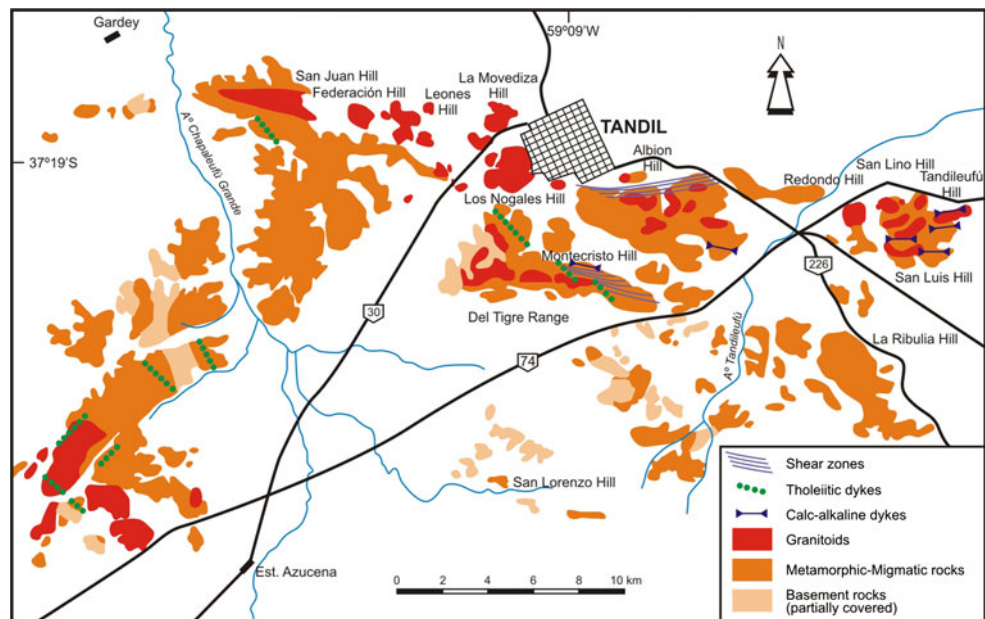 Gardey
59°09'W
N
San Juan Hill
Federación Hill
Leones
Hill
La Movediza
Hill
TANDIL
Aº Chapaleufú Grande
37°19'S
Albion
Hill
San Lino Hill
Redondo Hill
Tandileufú
Hill
Los Nogales Hill
Montecristo Hill
226
San Luis Hill
30
Del Tigre Range
74
Aº Tandileufú
La Ribulia Hill
San Lorenzo Hill
Est. Azucena
0 2 4 6 8 10 km
Shear zones
Tholeiitic dykes
Calc-alkaline dykes
Granitoids
Metamorphic-Migmatic rocks
Basement rocks
(partially covered)